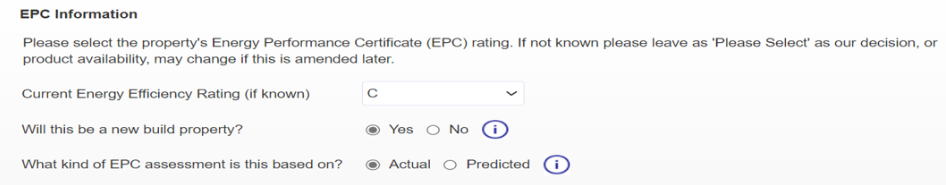 EPC Information
Please select the property's Energy Performance Certificate (EPC) rating. If not known please leave as 'Please Select' as our decision, or
product availability, may change if this is amended later.
Current Energy Efficiency Rating (if known) C
Will this be a new build property? Yes No i
What kind of EPC assessment is this based on? Actual Predicted i